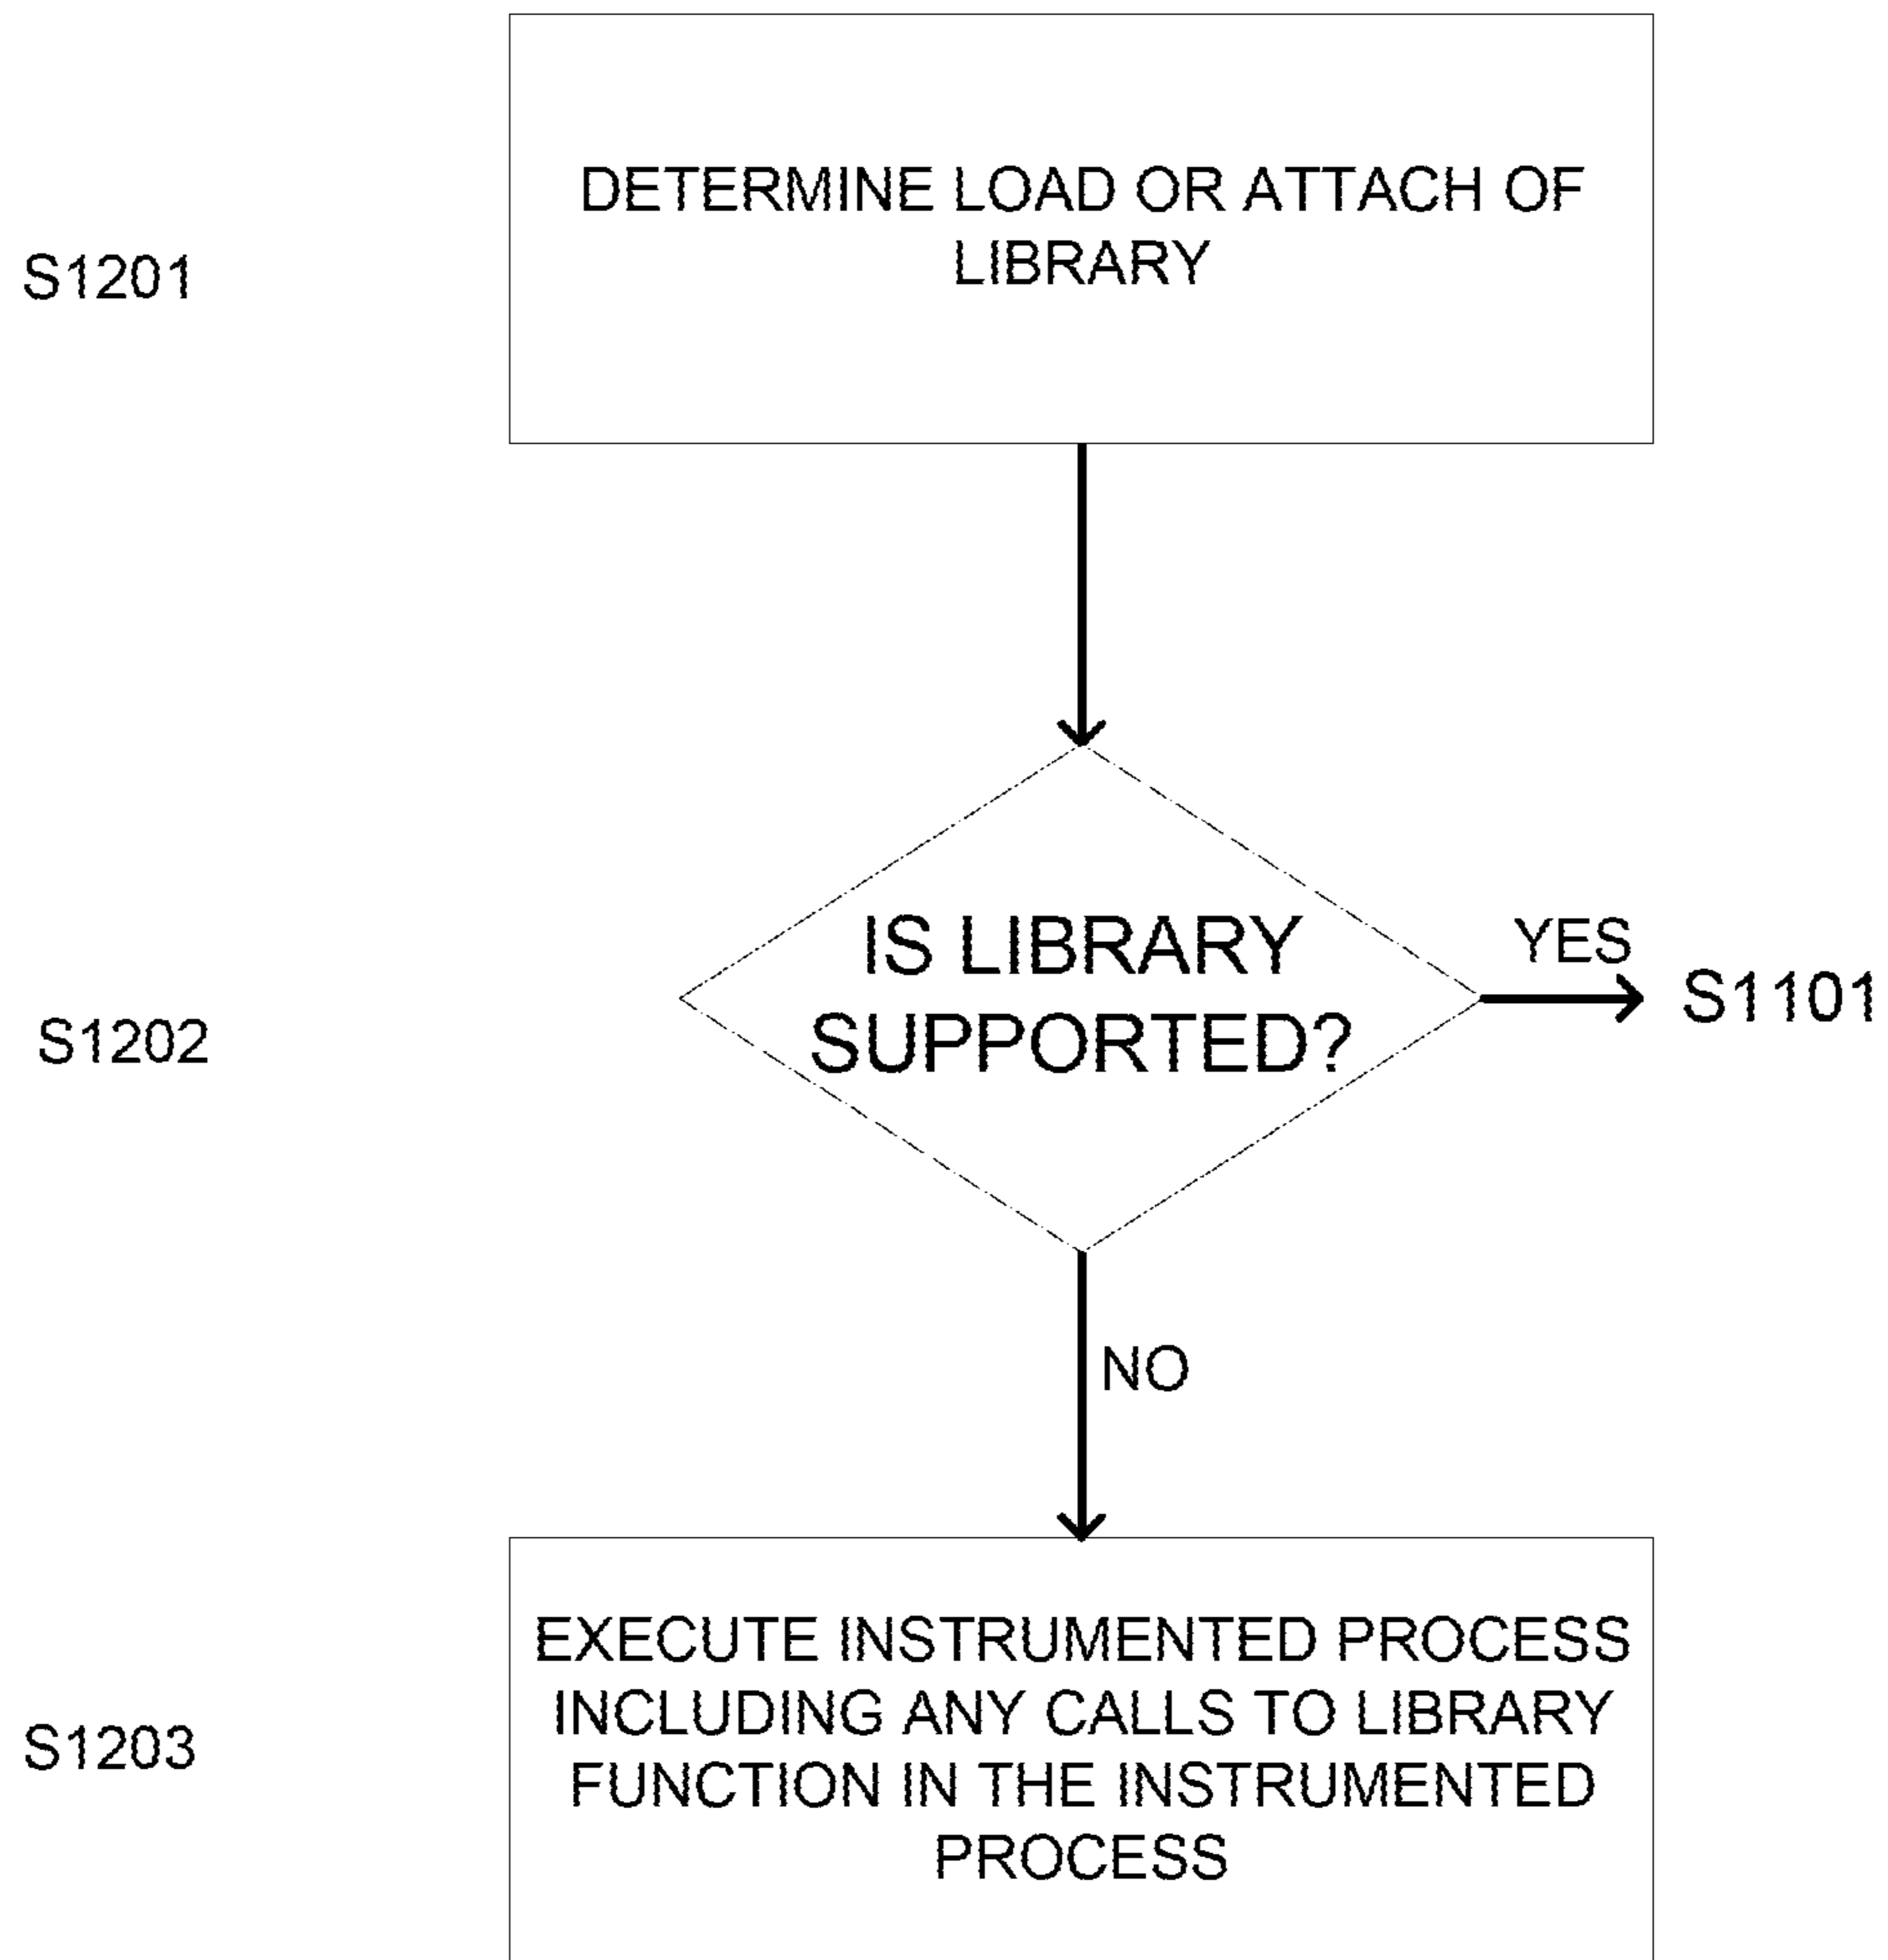 DETERMINE LOAD OR ATTACH OF
LIBRARY
S1201
IS LIBRARY
SUPPORTED?
YES
S1101
S1202
NO
EXECUTE INSTRUMENTED PROCESS
INCLUDING ANY CALLS TO LIBRARY
FUNCTION IN THE INSTRUMENTED
PROCESS
S1203